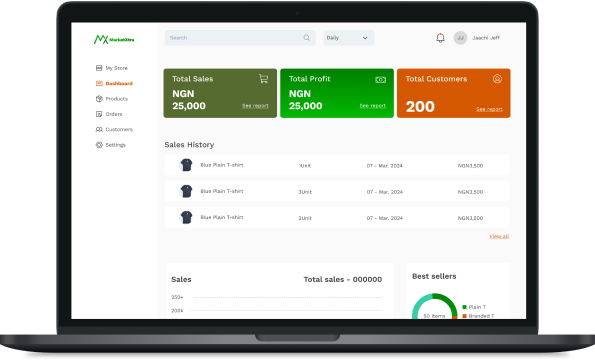 MarketXtra
Search
Daily
JJ
Jaachi Jeff
My Store
Dashboard
Products
Orders
Customers
Settings
Total Sales
NGN
25,000
See report
Total Profit
NGN
25,000
See report
Total Customers
200
See report
Sales History
Blue Plain T-shirt 1Unit 07 - Mar. 2024 NGN3,500
Blue Plain T-shirt 3Unit 07 - Mar. 2024 NGN3,500
Blue Plain T-shirt 2Unit 07 - Mar. 2024 NGN3,500
View all
Sales
Total sales - 000000
250+
205k
Best sellers
50 items
Plain T
Branded T